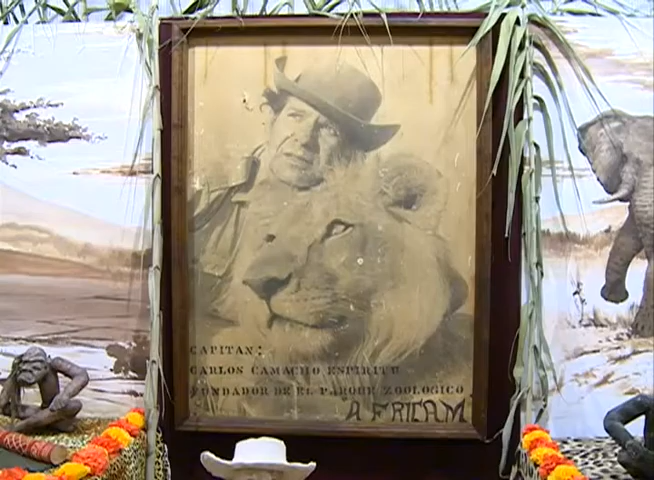 CAPITAN:
CARLOS CAMACHO ESPIRITU
FUNDADOR DE EL PARQUE ZOOLOGICO
AFRICAM